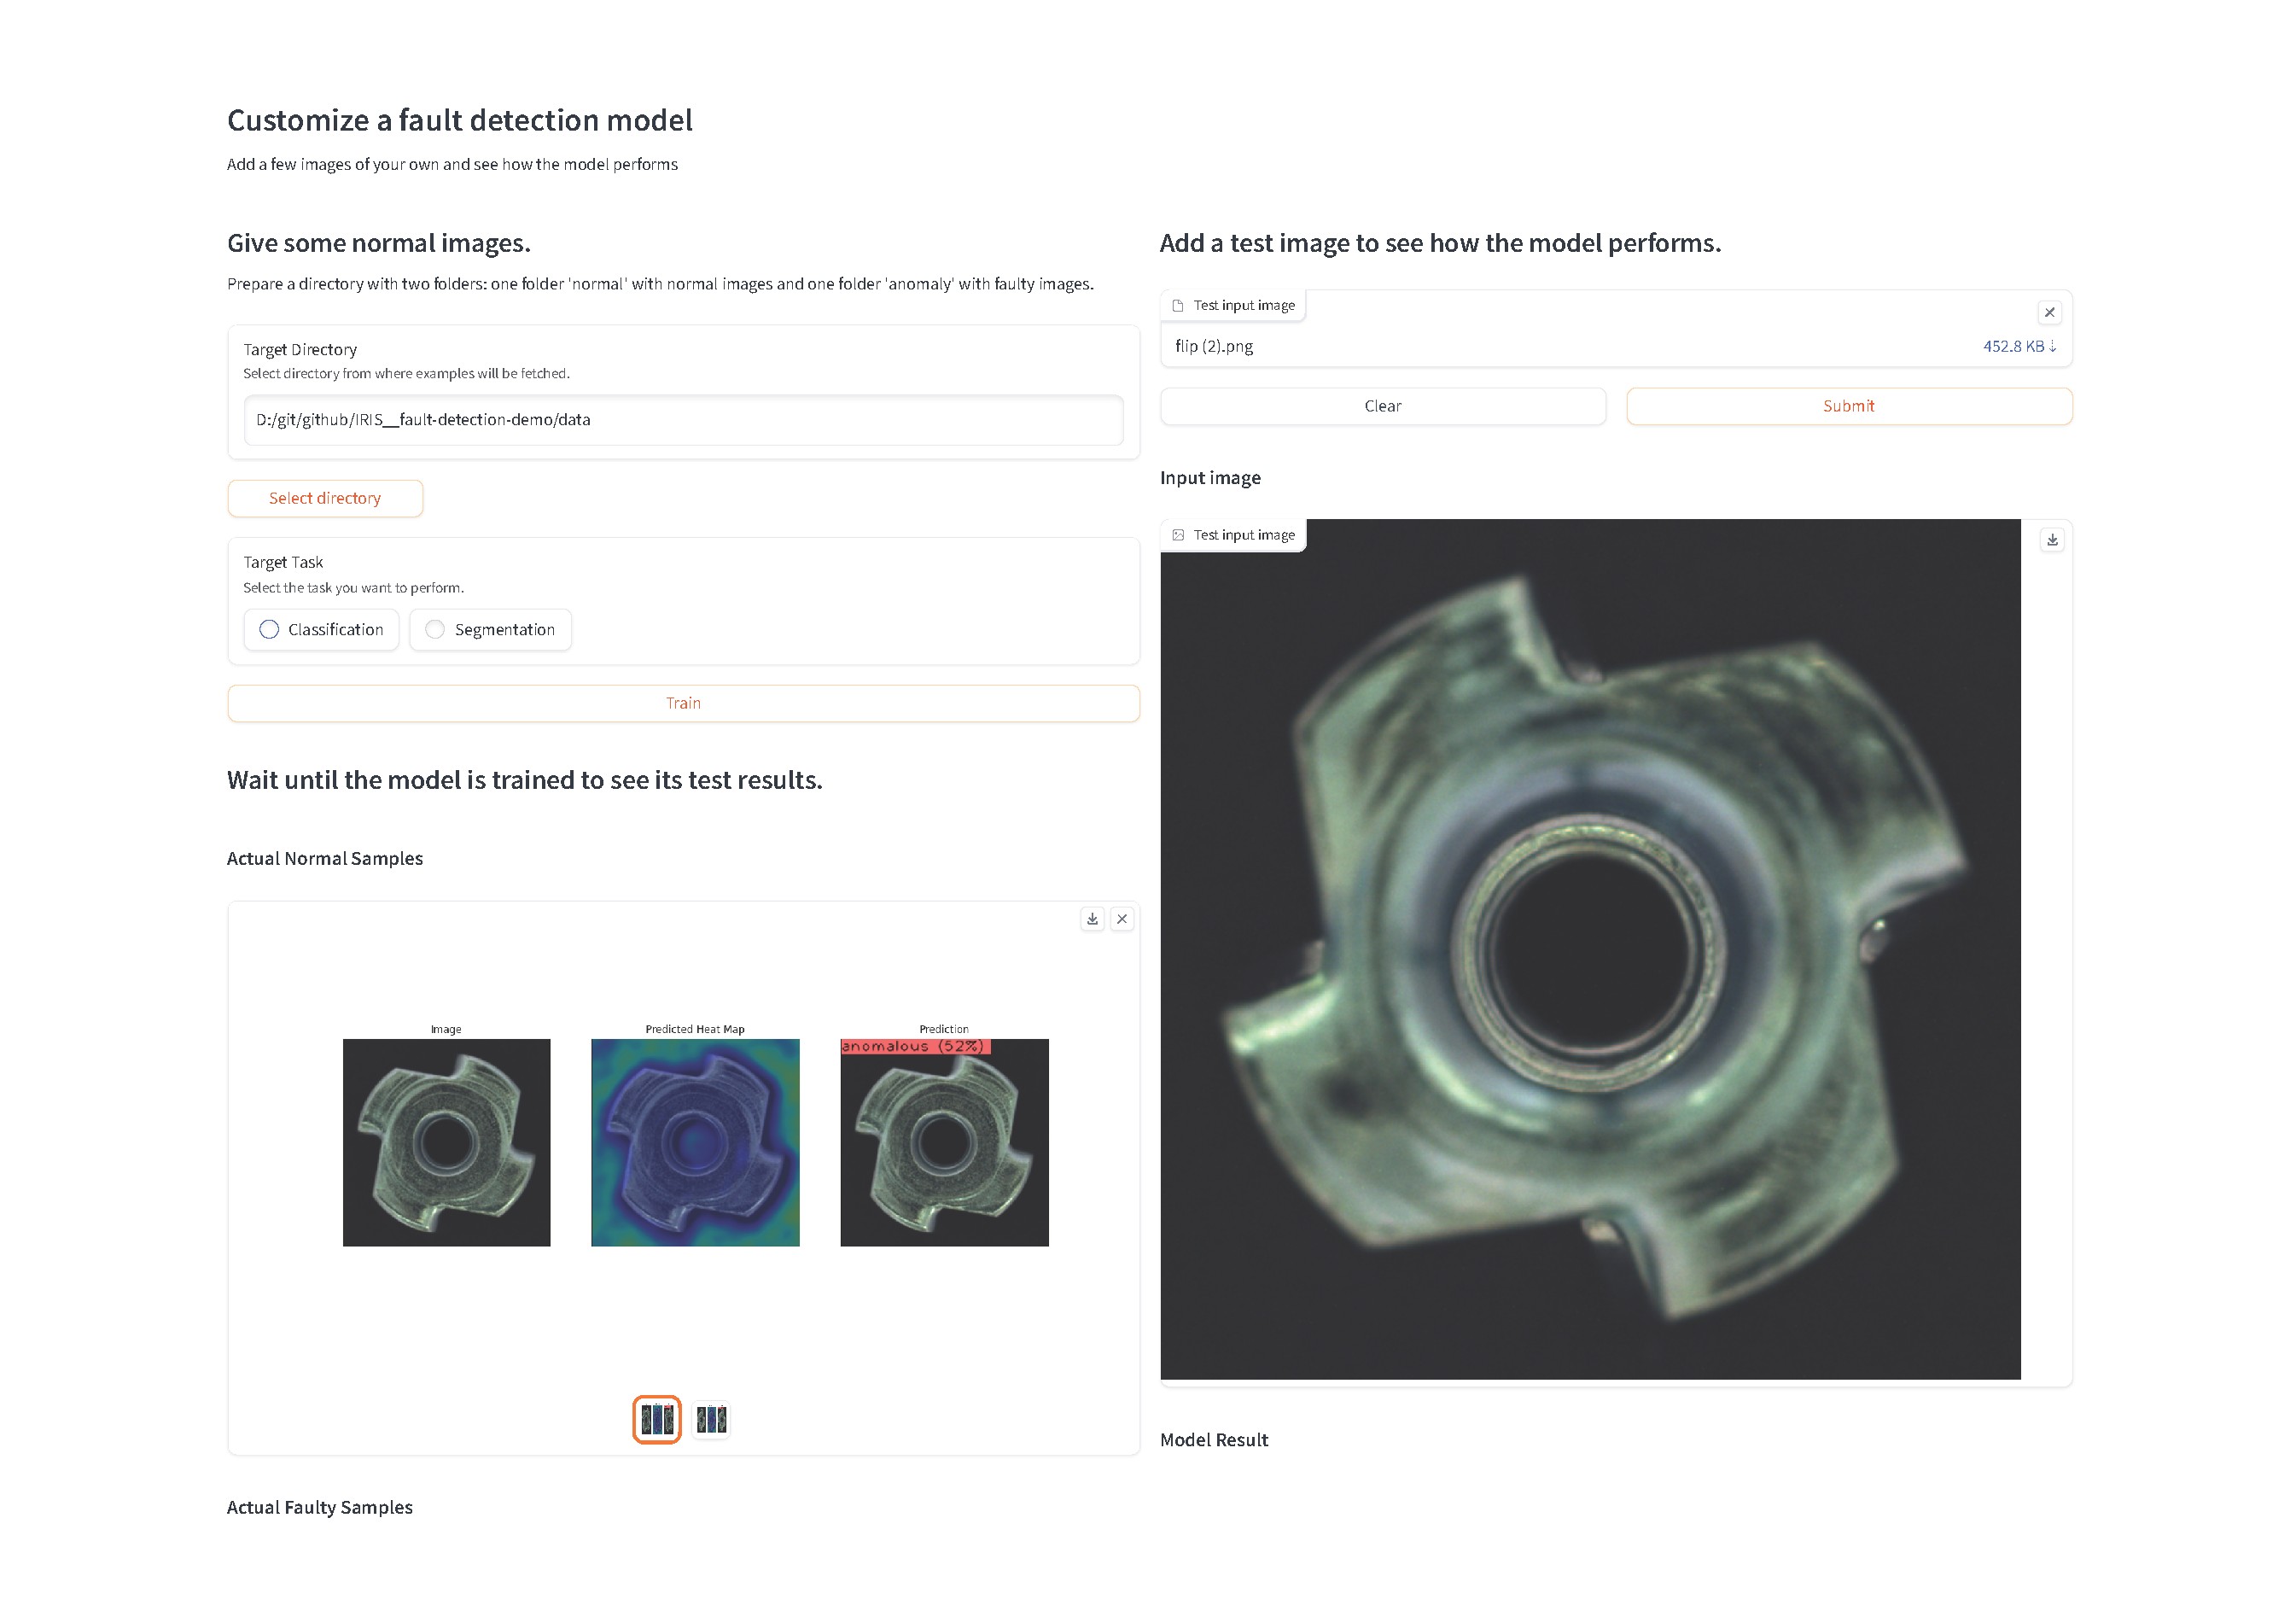 Customize a fault detection model
Add a few images of your own and see how the model performs
Give some normal images.
Prepare a directory with two folders: one folder 'normal' with normal images and one folder 'anomaly' with faulty images.
Target Directory
Select directory from where examples will be fetched.
D:/git/github/IRIS__fault-detection-demo/data
Select directory
Target Task
Select the task you want to perform.
Classification
Segmentation
Train
Wait until the model is trained to see its test results.
Actual Normal Samples
Image
Predicted Heat Map
Prediction
anomalous (52%)
Actual Faulty Samples
Add a test image to see how the model performs.
Test input image
flip (2).png
452.8 KB ↓
Clear
Submit
Input image
Test input image
Model Result